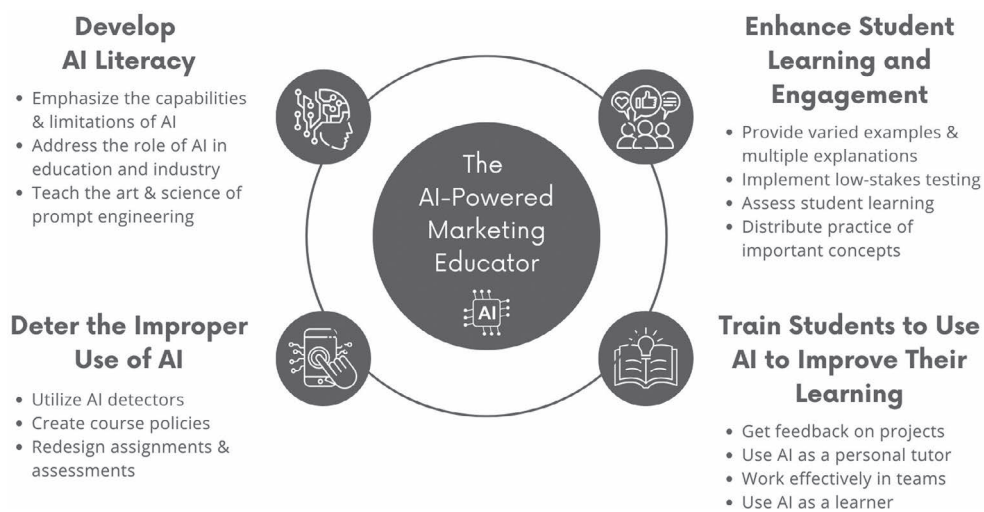 Develop
AI Literacy
• Emphasize the capabilities
& limitations of AI
• Address the role of AI in
education and industry
• Teach the art & science of
prompt engineering
Enhance Student
Learning and
Engagement
• Provide varied examples &
multiple explanations
• Implement low-stakes testing
• Assess student learning
• Distribute practice of
important concepts
The
AI-Powered
Marketing
Educator
AI
Deter the Improper
Use of AI
• Utilize AI detectors
• Create course policies
• Redesign assignments &
assessments
Train Students to Use
AI to Improve Their
Learning
• Get feedback on projects
• Use AI as a personal tutor
• Work effectively in teams
• Use AI as a learner